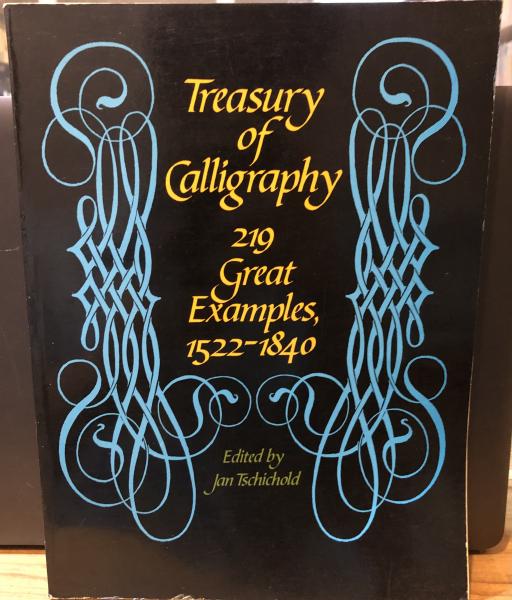 Treasury
of
Calligraphy
219
Great
Examples,
1522-1840
Edited by
Jan Tschichold